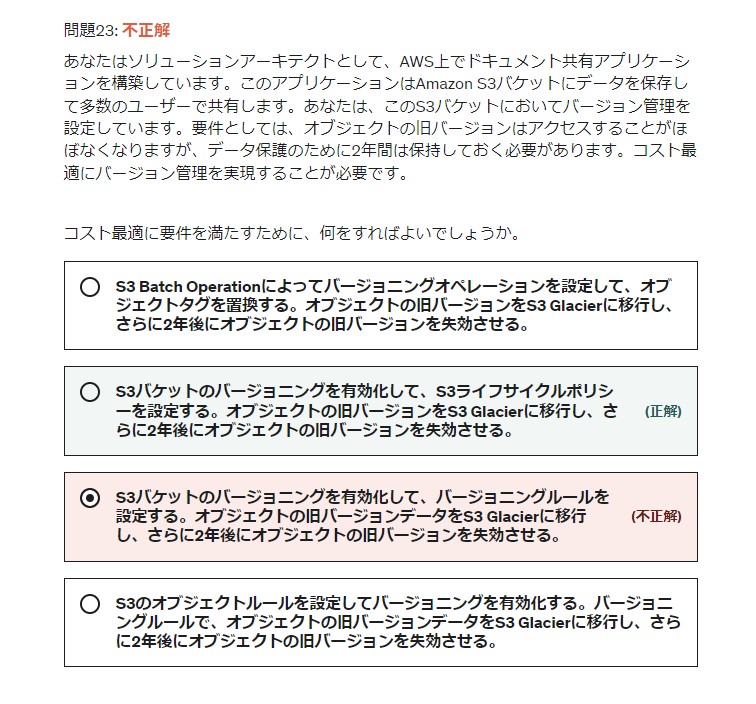 問題23: 不正解
あなたはソリューションアーキテクトとして、AWS上でドキュメント共有アプリケーシ
ョンを構築しています。このアプリケーションはAmazon S3バケットにデータを保存し
て多数のユーザーで共有します。あなたは、このS3バケットにおいてバージョン管理を
設定しています。要件としては、オブジェクトの旧バージョンはアクセスすることがほ
ぼなくなりますが、データ保護のために2年間は保持しておく必要があります。コスト最
適にバージョン管理を実現することが必要です。
コスト最適に要件を満たすために、何をすればよいでしょうか。
S3 Batch Operationによってバージョニングオペレーションを設定して、オブ
ジェクトタグを置換する。オブジェクトの旧バージョンをS3 Glacierに移行し、
さらに2年後にオブジェクトの旧バージョンを失効させる。
S3バケットのバージョニングを有効化して、S3ライフサイクルポリシ
ーを設定する。オブジェクトの旧バージョンをS3 Glacierに移行し、さ
らに2年後にオブジェクトの旧バージョンを失効させる。
(正解)
S3バケットのバージョニングを有効化して、バージョニングルールを
設定する。オブジェクトの旧バージョンデータをS3 Glacierに移行
し、さらに2年後にオブジェクトの旧バージョンを失効させる。
(不正解)
S3のオブジェクトルールを設定してバージョニングを有効化する。バージョニ
ングルールで、オブジェクトの旧バージョンデータをS3 Glacierに移行し、さら
に2年後にオブジェクトの旧バージョンを失効させる。